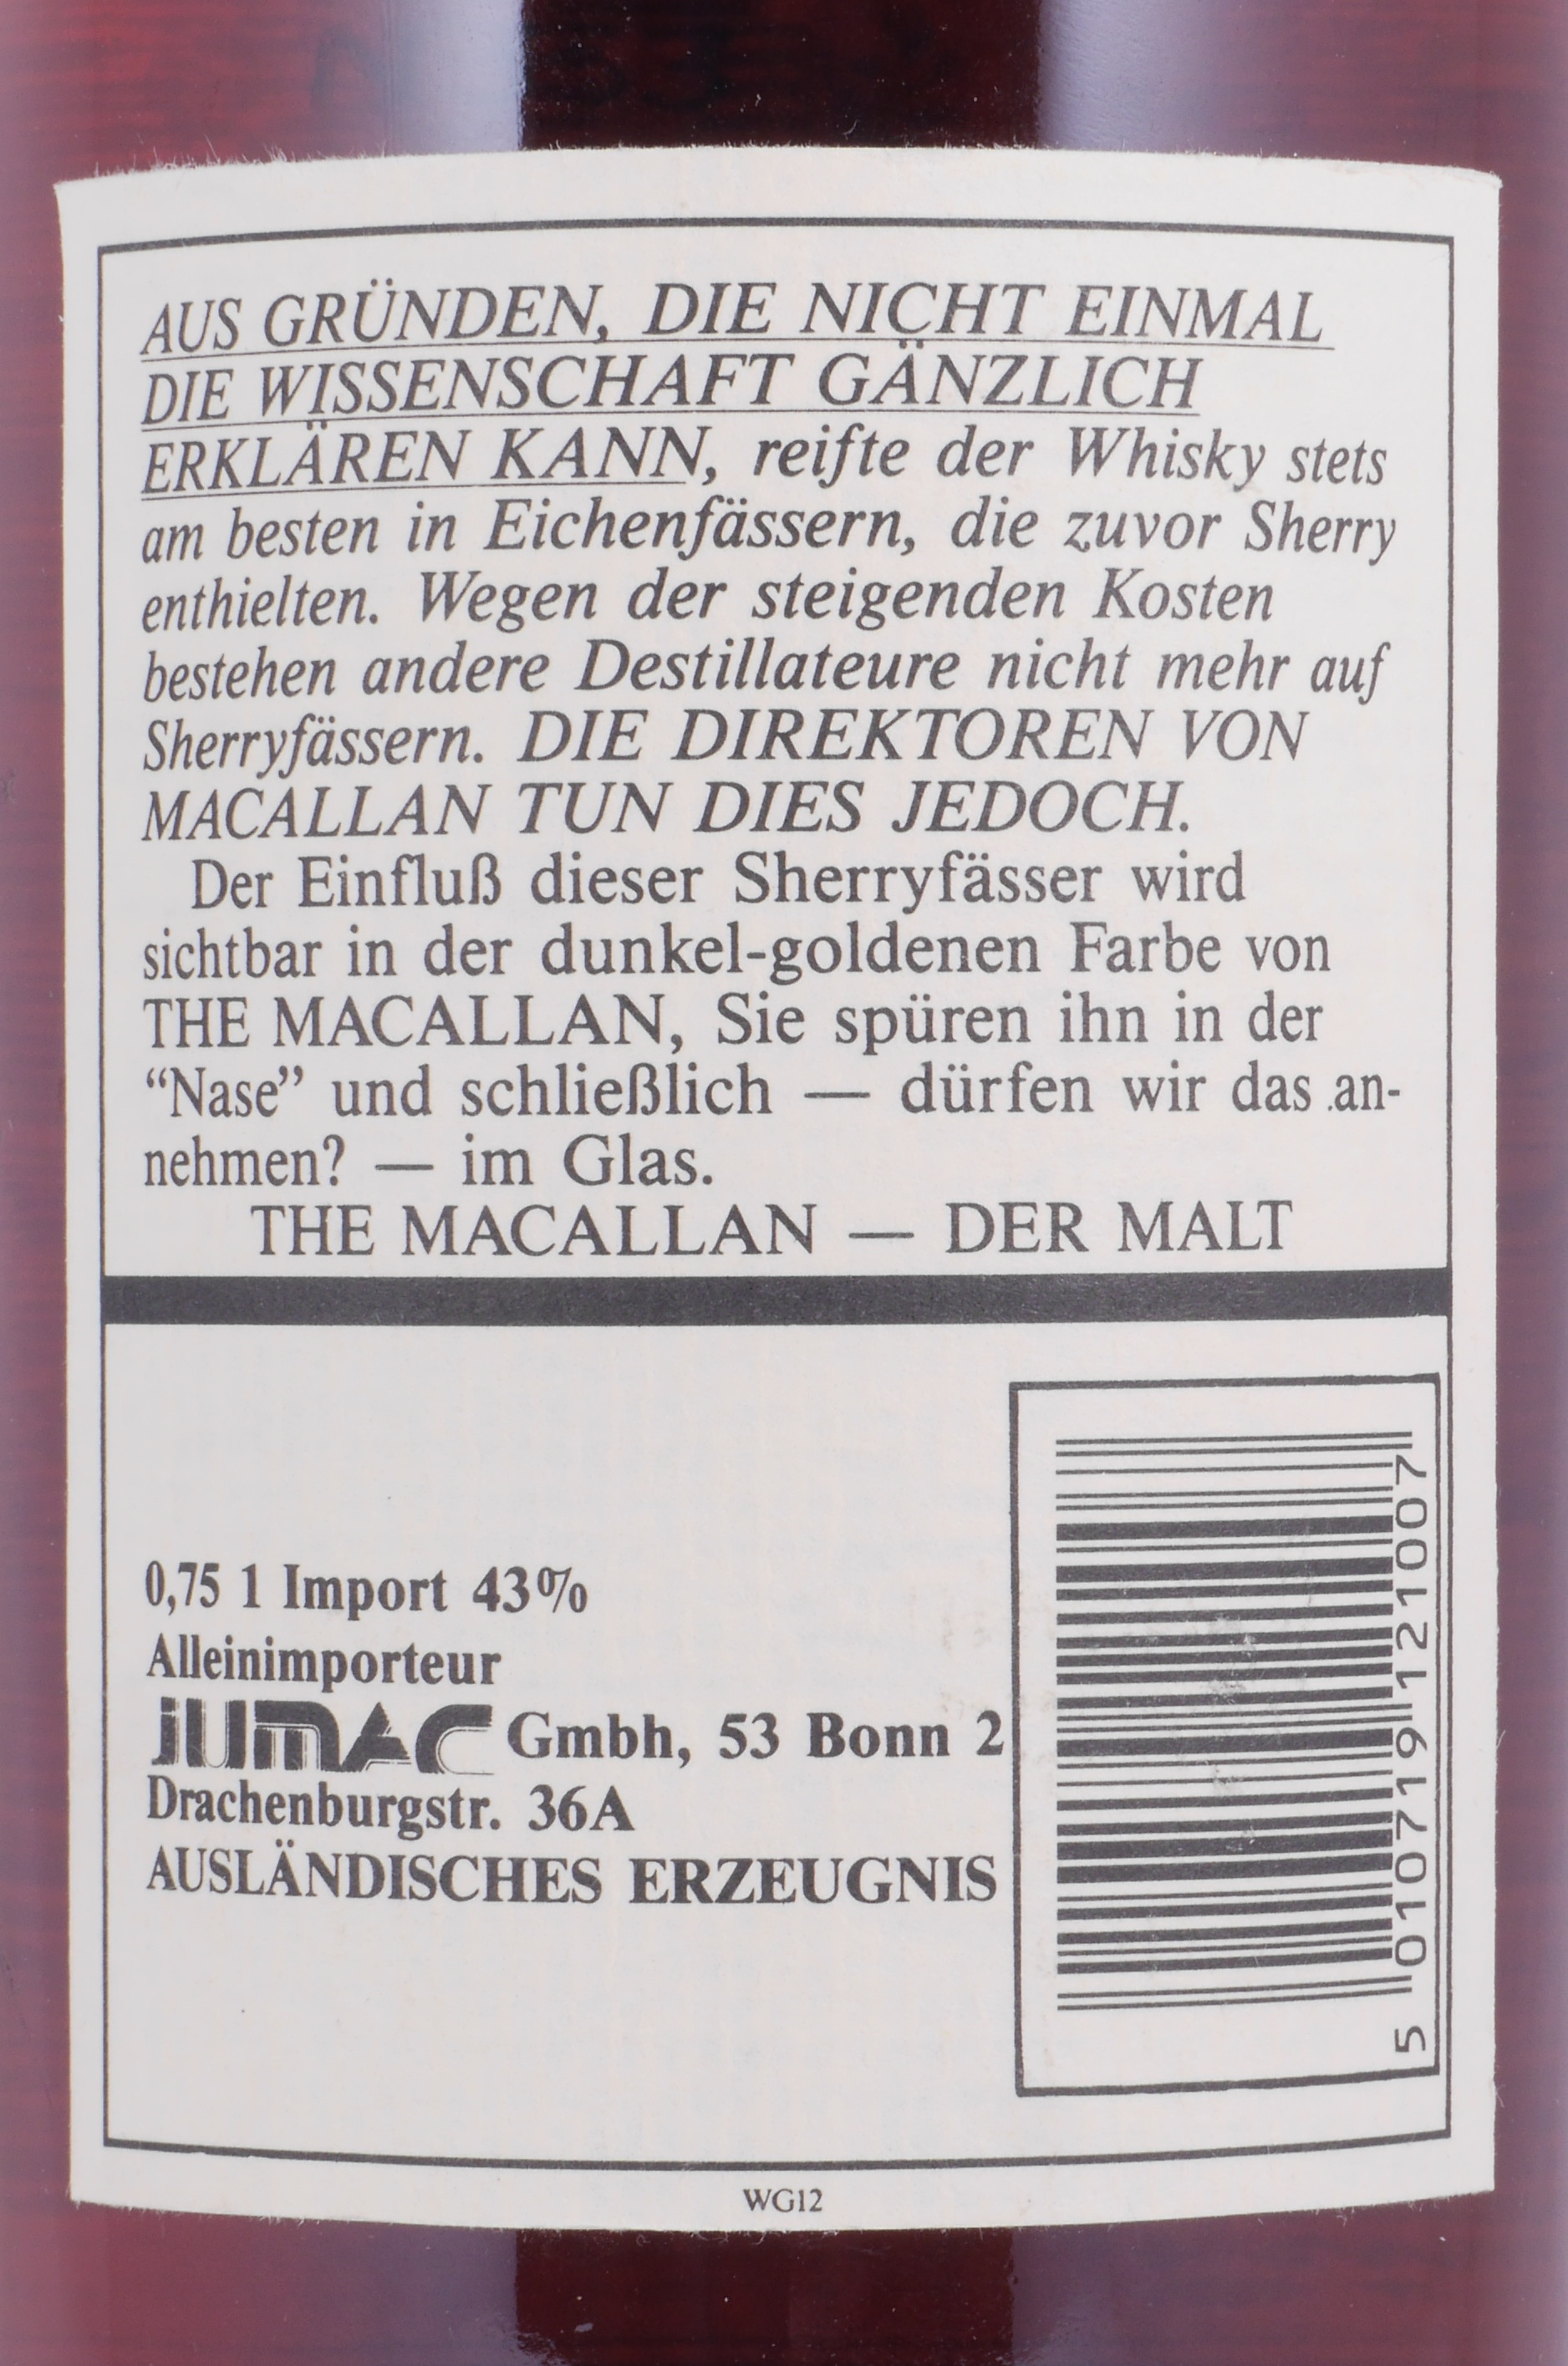 AUS GRÜNDEN, DIE NICHT EINMAL
DIE WISSENSCHAFT GÄNZLICH
ERKLÄREN KANN, reifte der Whisky stets
am besten in Eichenfässern, die zuvor Sherry
enthielten. Wegen der steigenden Kosten
bestehen andere Destillateure nicht mehr auf
Sherryfässern. DIE DIREKTOREN VON
MACALLAN TUN DIES JEDOCH.
Der Einfluß dieser Sherryfässer wird
sichtbar in der dunkel-goldenen Farbe von
THE MACALLAN, Sie spüren ihn in der
“Nase” und schließlich — dürfen wir das an-
nehmen? — im Glas.
THE MACALLAN — DER MALT
0,75 l Import 43%
Alleinimporteur
JUMAC Gmbh, 53 Bonn 2
Drachenburgstr. 36A
AUSLÄNDISCHES ERZEUGNIS
5 010719 121007
WG12